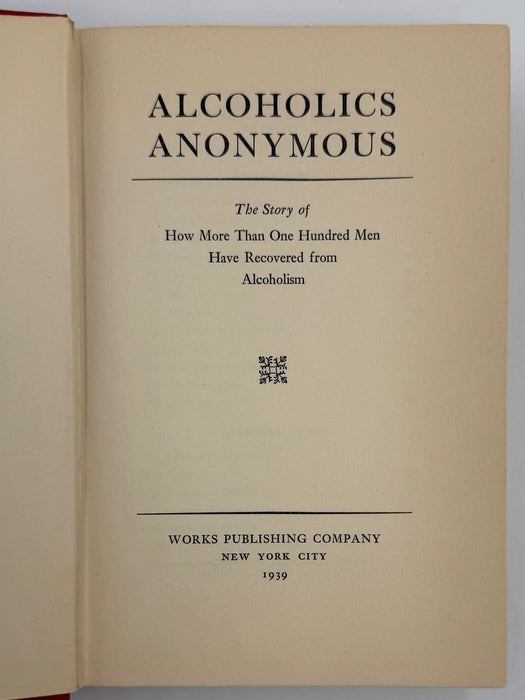 ALCOHOLICS
ANONYMOUS
The Story of
How More Than One Hundred Men
Have Recovered from
Alcoholism
WORKS PUBLISHING COMPANY
NEW YORK CITY
1939